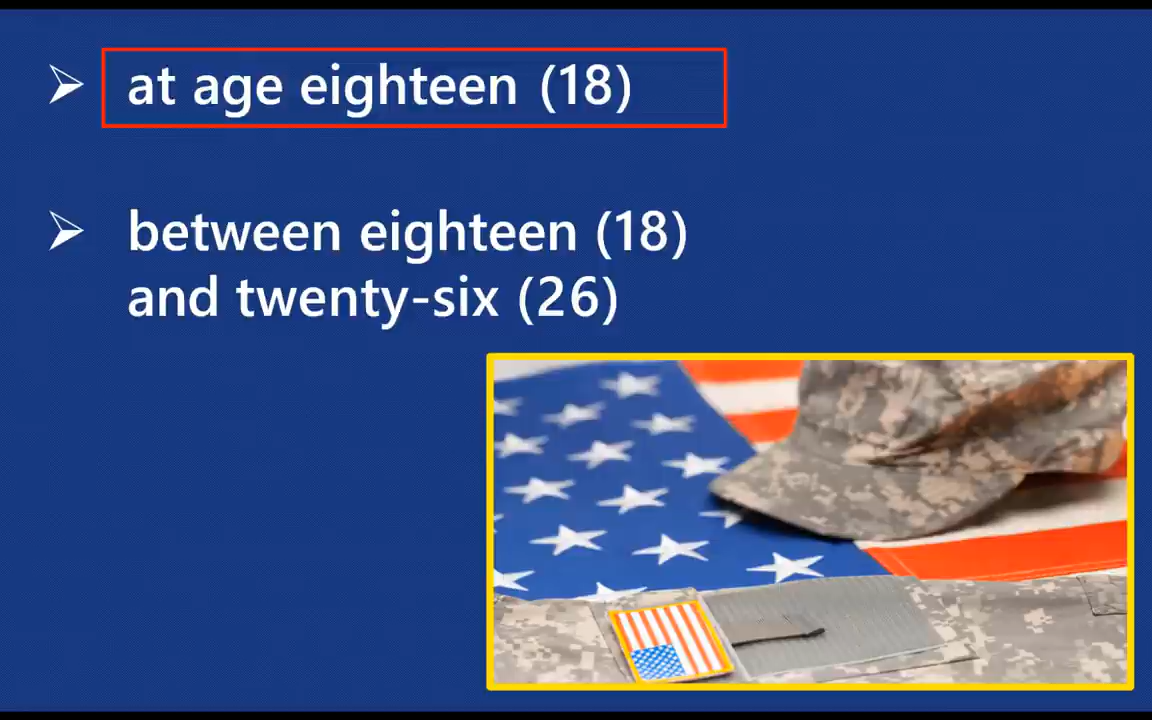 at age eighteen (18)
between eighteen (18)
and twenty-six (26)